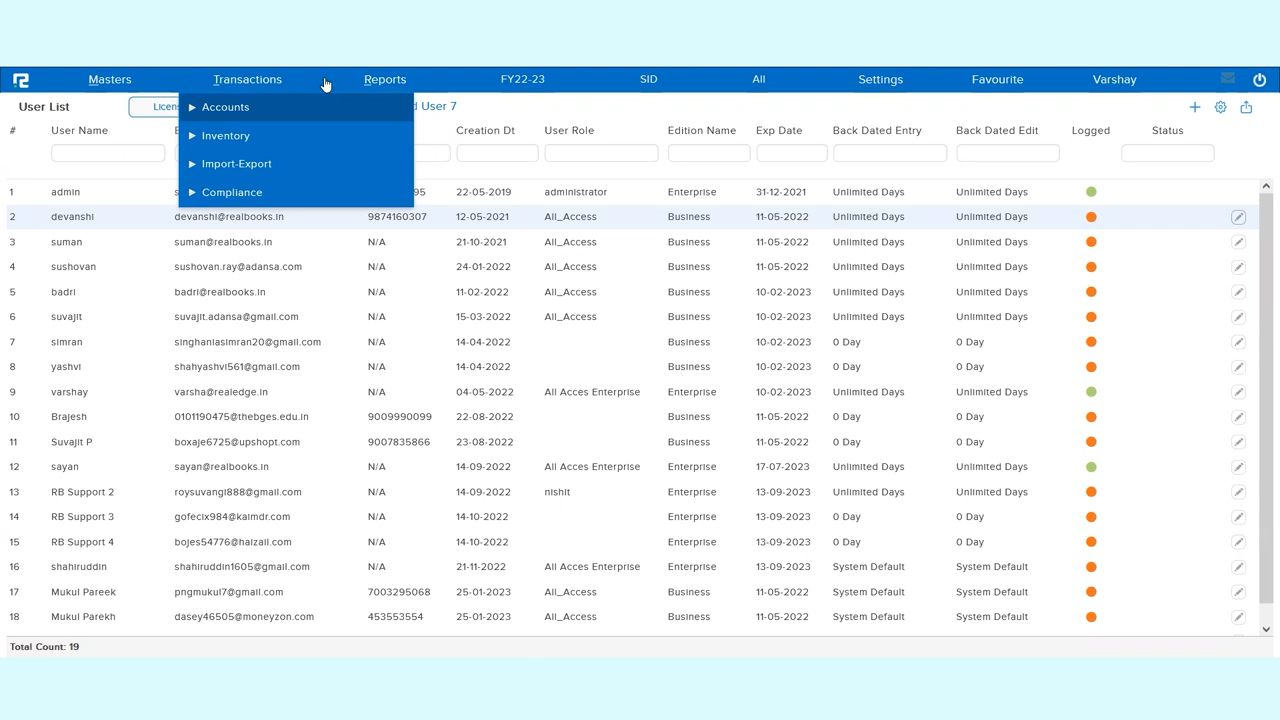 Masters Transactions Reports FY22-23 SID All Settings Favourite Varshay
User List Licens d User 7
Accounts
Inventory
Import-Export
Compliance
# User Name E Creation Dt User Role Edition Name Exp Date Back Dated Entry Back Dated Edit Logged Status
1 admin s 95 22-05-2019 administrator Enterprise 31-12-2021 Unlimited Days Unlimited Days
2 devanshi devanshi@realbooks.in 9874160307 12-05-2021 All_Access Business 11-05-2022 Unlimited Days Unlimited Days
3 suman suman@realbooks.in N/A 21-10-2021 All_Access Business 11-05-2022 Unlimited Days Unlimited Days
4 sushovan sushovan.ray@adansa.com N/A 24-01-2022 All_Access Business 11-05-2022 Unlimited Days Unlimited Days
5 badri badri@realbooks.in N/A 11-02-2022 All_Access Business 10-02-2023 Unlimited Days Unlimited Days
6 suvajit suvajit.adansa@gmail.com N/A 15-03-2022 All_Access Business 10-02-2023 Unlimited Days Unlimited Days
7 simran singhaniasimran20@gmail.com N/A 14-04-2022 Business 10-02-2023 0 Day 0 Day
8 yashvi shahyashvi561@gmail.com N/A 14-04-2022 Business 10-02-2023 0 Day 0 Day
9 varshay varsha@realedge.in N/A 04-05-2022 All Acces Enterprise Enterprise 10-02-2023 Unlimited Days Unlimited Days
10 Brajesh 0101190475@thebges.edu.in 9009990099 22-08-2022 Business 11-05-2022 0 Day 0 Day
11 Suvajit P boxaje6725@upshopt.com 9007835866 23-08-2022 Business 11-05-2022 0 Day 0 Day
12 sayan sayan@realbooks.in N/A 14-09-2022 All Acces Enterprise Enterprise 17-07-2023 Unlimited Days Unlimited Days
13 RB Support 2 roysuvangi888@gmail.com N/A 14-09-2022 nishit Enterprise 13-09-2023 Unlimited Days Unlimited Days
14 RB Support 3 gofecix984@kaimdr.com N/A 14-10-2022 Enterprise 13-09-2023 0 Day 0 Day
15 RB Support 4 bojes54776@haizail.com N/A 14-10-2022 Enterprise 13-09-2023 0 Day 0 Day
16 shahiruddin shahiruddin1605@gmail.com N/A 21-11-2022 All Acces Enterprise Enterprise 13-09-2023 System Default System Default
17 Mukul Pareek pngmukul7@gmail.com 7003295068 25-01-2023 All_Access Business 11-05-2022 System Default System Default
18 Mukul Parekh dasey46505@moneyzon.com 453553554 25-01-2023 All_Access Business 11-05-2022 System Default System Default
Total Count: 19